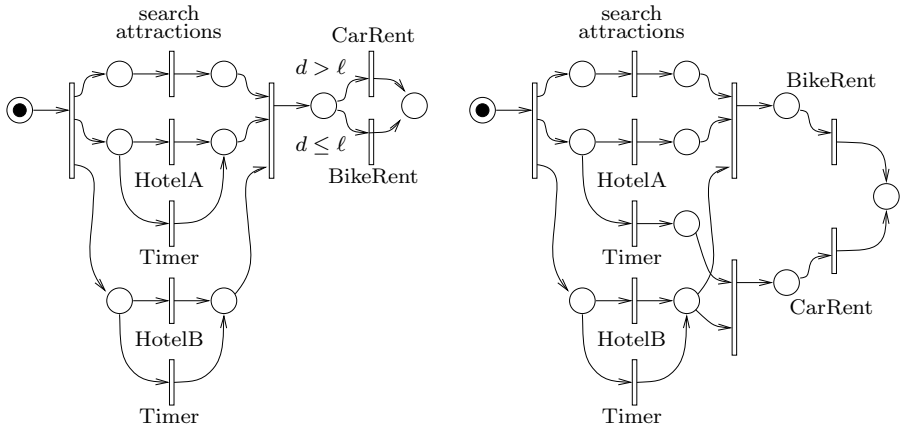 search
attractions
CarRent
d > ℓ
d ≤ ℓ
BikeRent
HotelA
Timer
HotelB
Timer
search
attractions
BikeRent
HotelA
Timer
CarRent
HotelB
Timer